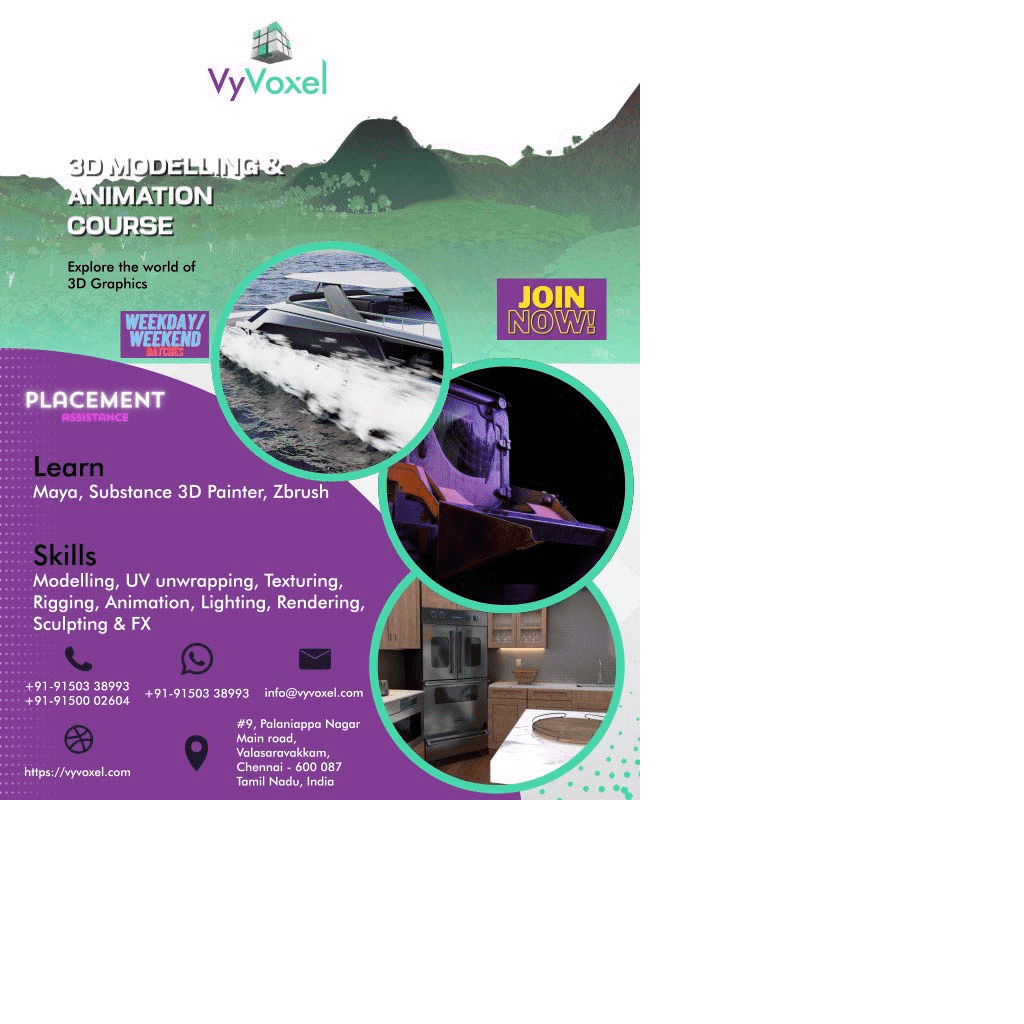 VyVoxel
3D MODELLING &
ANIMATION
COURSE
Explore the world of
3D Graphics
JOIN
NOW!
WEEKDAY/
WEEKEND
BATCHES
PLACEMENT
ASSISTANCE
Learn
Maya, Substance 3D Painter, Zbrush
Skills
Modelling, UV unwrapping, Texturing,
Rigging, Animation, Lighting, Rendering,
Sculpting & FX
+91-91503 38993
+91-91500 02604
+91-91503 38993
info@vyvoxel.com
https://vyvoxel.com
#9, Palaniappa Nagar
Main road,
Valasaravakkam,
Chennai - 600 087
Tamil Nadu, India